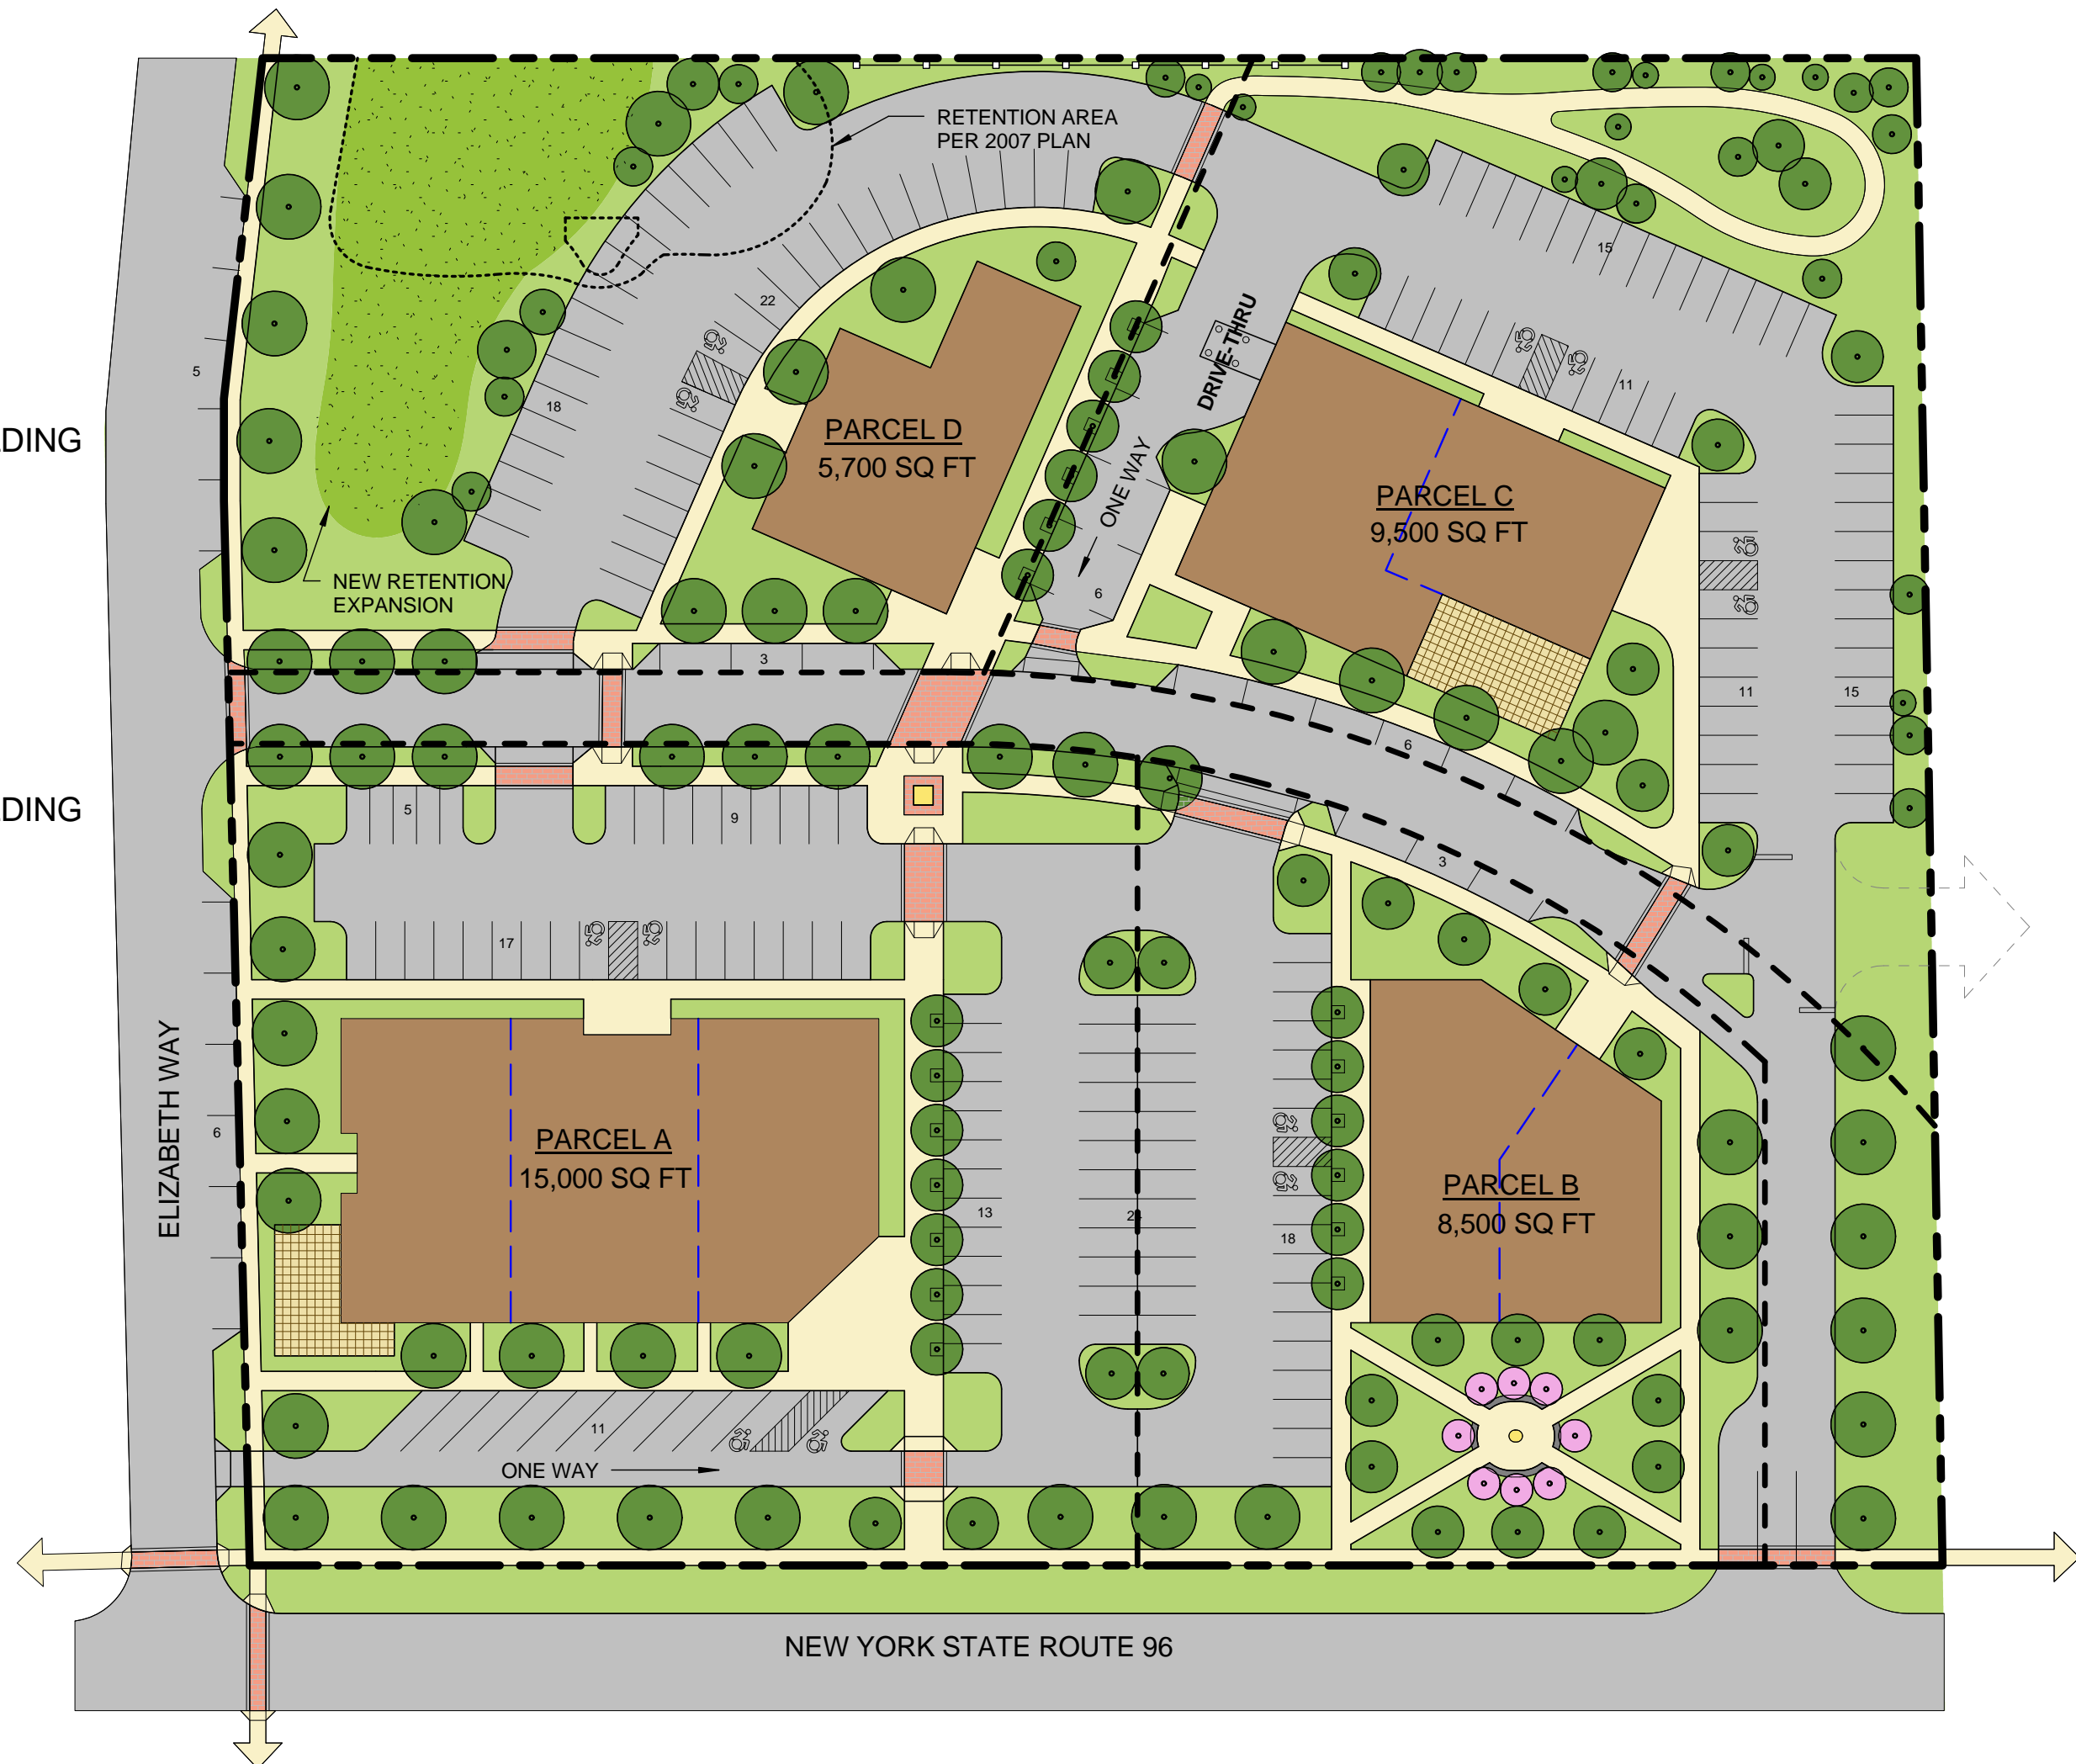 RETENTION AREA
PER 2007 PLAN
15
22
DRIVE-THRU
5
18
11
DING
PARCEL D
5,700 SQ FT
ONE WAY
PARCEL C
9,500 SQ FT
NEW RETENTION
EXPANSION
6
3
11
15
6
DING
5
9
3
17
ELIZABETH WAY
6
PARCEL A
15,000 SQ FT
13
18
PARCEL B
8,500 SQ FT
11
ONE WAY
NEW YORK STATE ROUTE 96